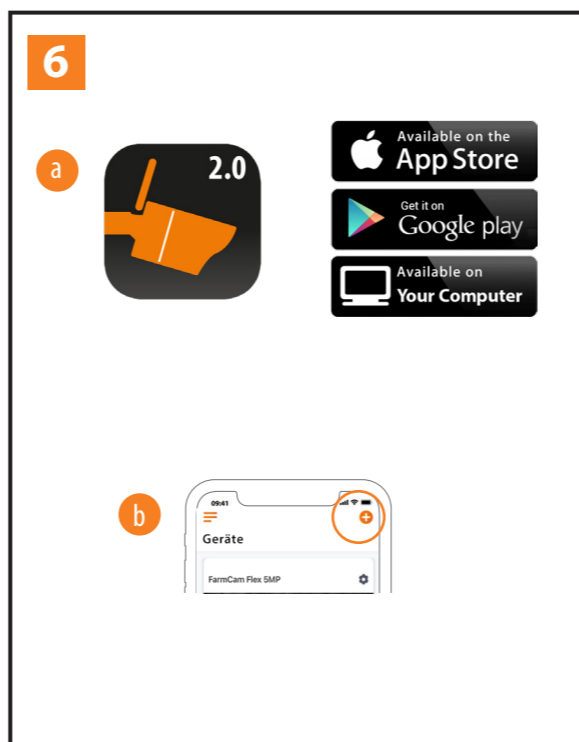 6
a
2.0
Available on the
App Store
Get it on
Google play
Available on
Your Computer
b
09:41
Geräte
FarmCam Flex 5MP